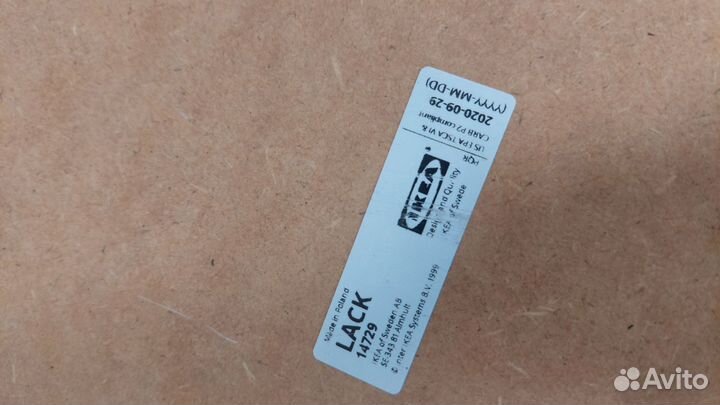 Made in Poland
LACK
14729
IKEA of Sweden AB
SE-343 81 Älmhult
© Inter IKEA Systems B.V. 1999
IKEA
Design and Quality
IKEA of Sweden
PQR
US EPA TSCA VI &
CARB P2 compliant
2020-09-29
(YYYY-MM-DD)
Avito